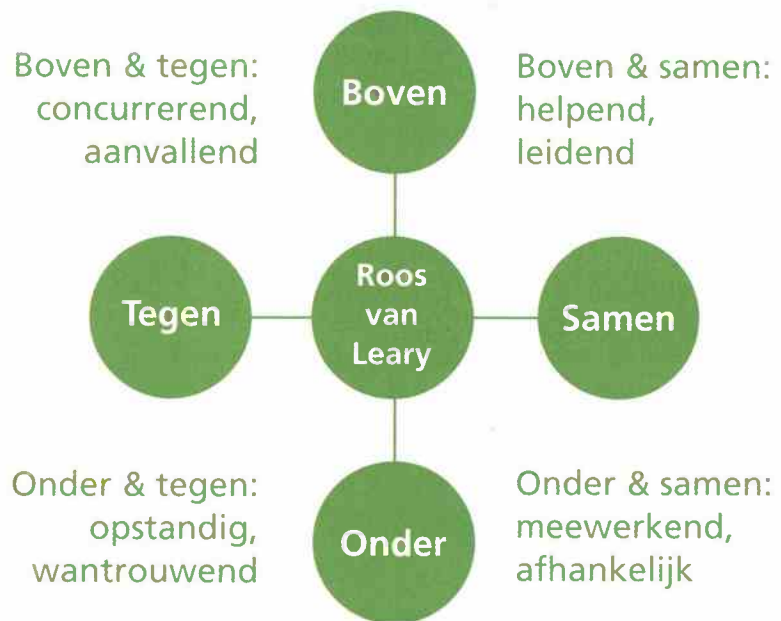 Boven & tegen:
concurrerend,
aanvallend
Boven
Boven & samen:
helpend,
leidend
Tegen
Roos
van
Leary
Samen
Onder & tegen:
opstandig,
wantrouwend
Onder
Onder & samen:
meewerkend,
afhankelijk